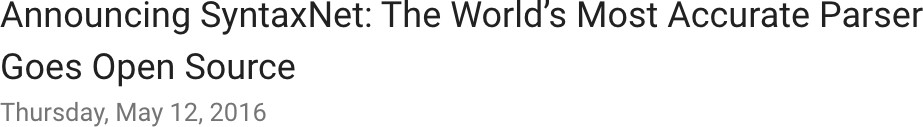 Announcing SyntaxNet: The World’s Most Accurate Parser
Goes Open Source
Thursday, May 12, 2016